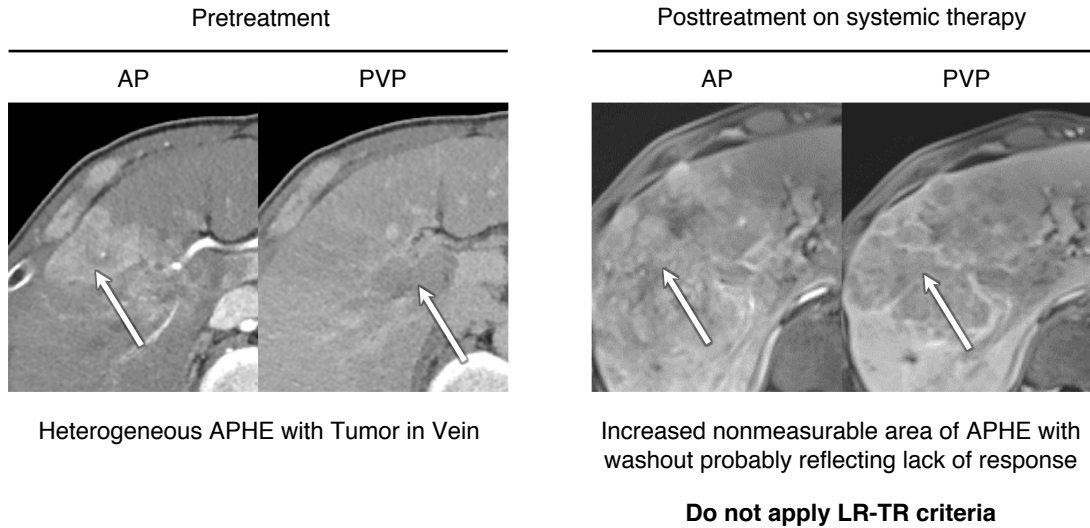 Pretreatment
AP
PVP
Heterogeneous APHE with Tumor in Vein
Posttreatment on systemic therapy
AP
PVP
Increased nonmeasurable area of APHE with
washout probably reflecting lack of response
Do not apply LR-TR criteria